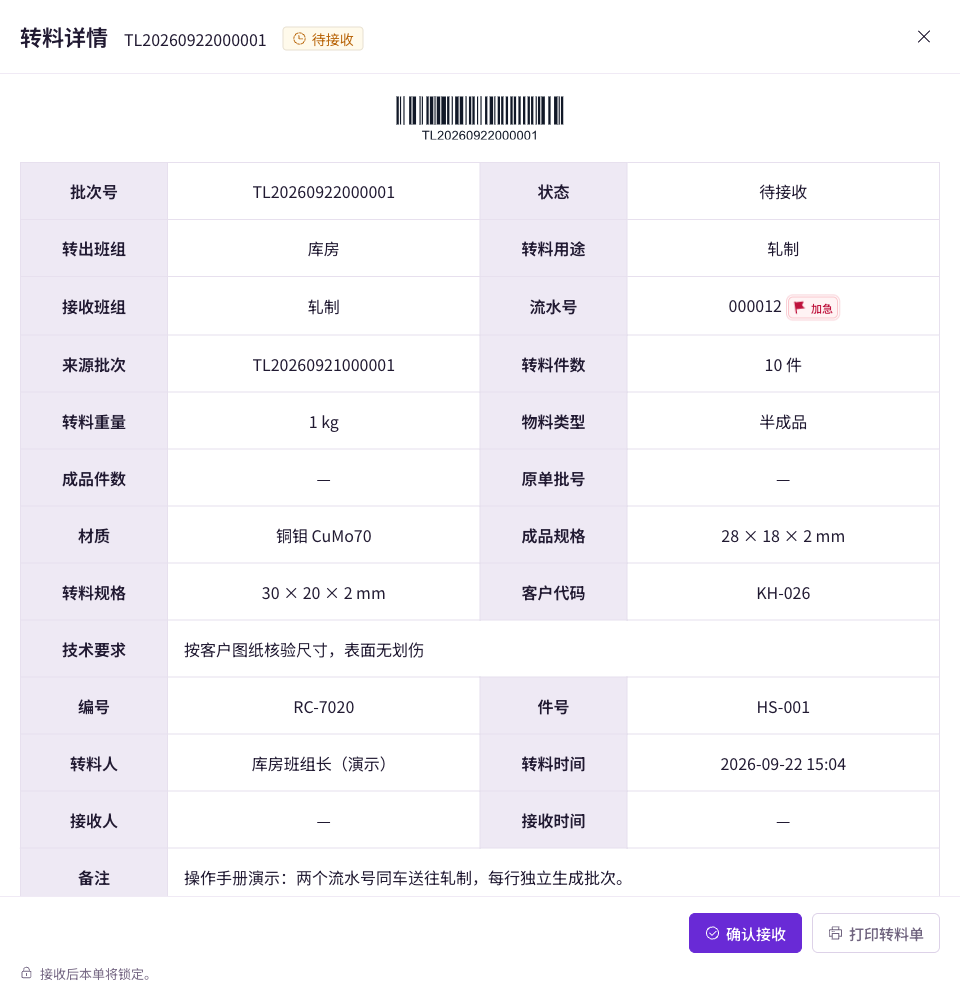 转料详情 TL20260922000001 待接收
TL20260922000001
批次号 TL20260922000001 状态 待接收
转出班组 库房 转料用途 轧制
接收班组 轧制 流水号 000012 加急
来源批次 TL20260921000001 转料件数 10 件
转料重量 1 kg 物料类型 半成品
成品件数 — 原单批号 —
材质 铜钼 CuMo70 成品规格 28 × 18 × 2 mm
转料规格 30 × 20 × 2 mm 客户代码 KH-026
技术要求 按客户图纸核验尺寸，表面无划伤
编号 RC-7020 件号 HS-001
转料人 库房班组长（演示） 转料时间 2026-09-22 15:04
接收人 — 接收时间 —
备注 操作手册演示：两个流水号同车送往轧制，每行独立生成批次。
确认接收 打印转料单
接收后本单将锁定。